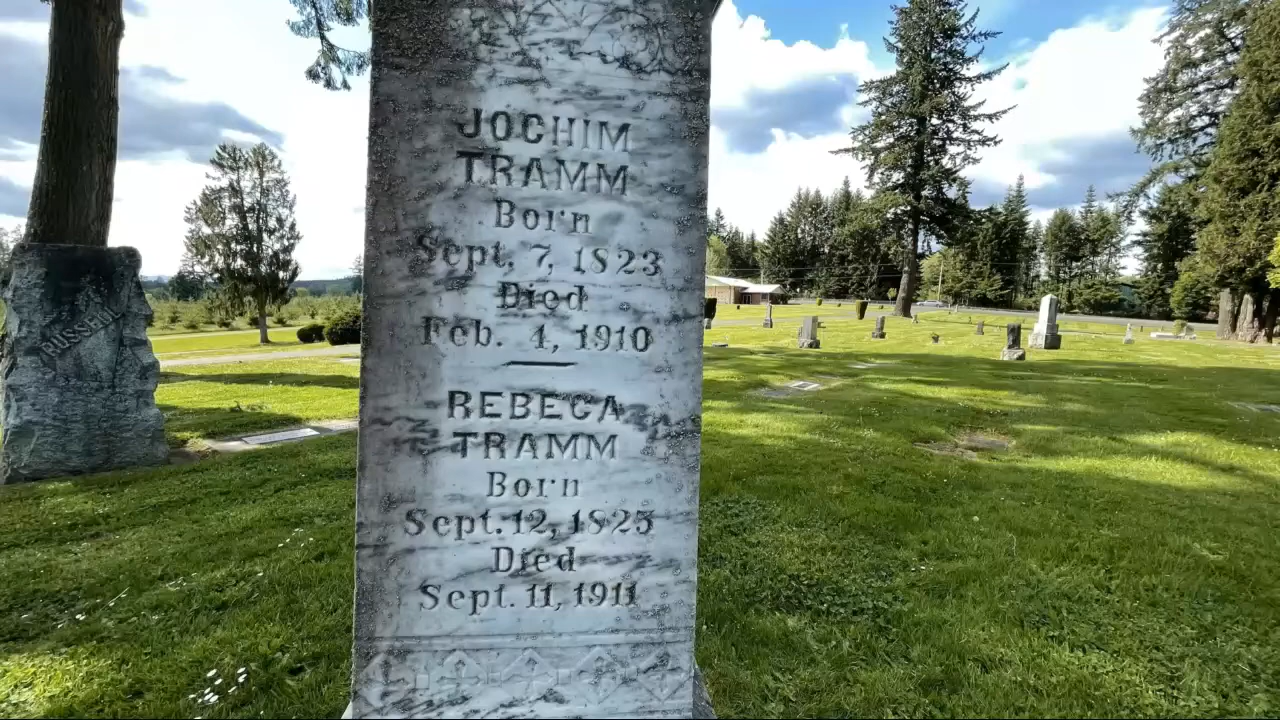 JOCHIM
TRAMM
Born
Sept. 7, 1823
Died
Feb. 4, 1910
REBECA
TRAMM
Born
Sept. 12, 1823
Died
Sept. 11, 1911
RUSSELL